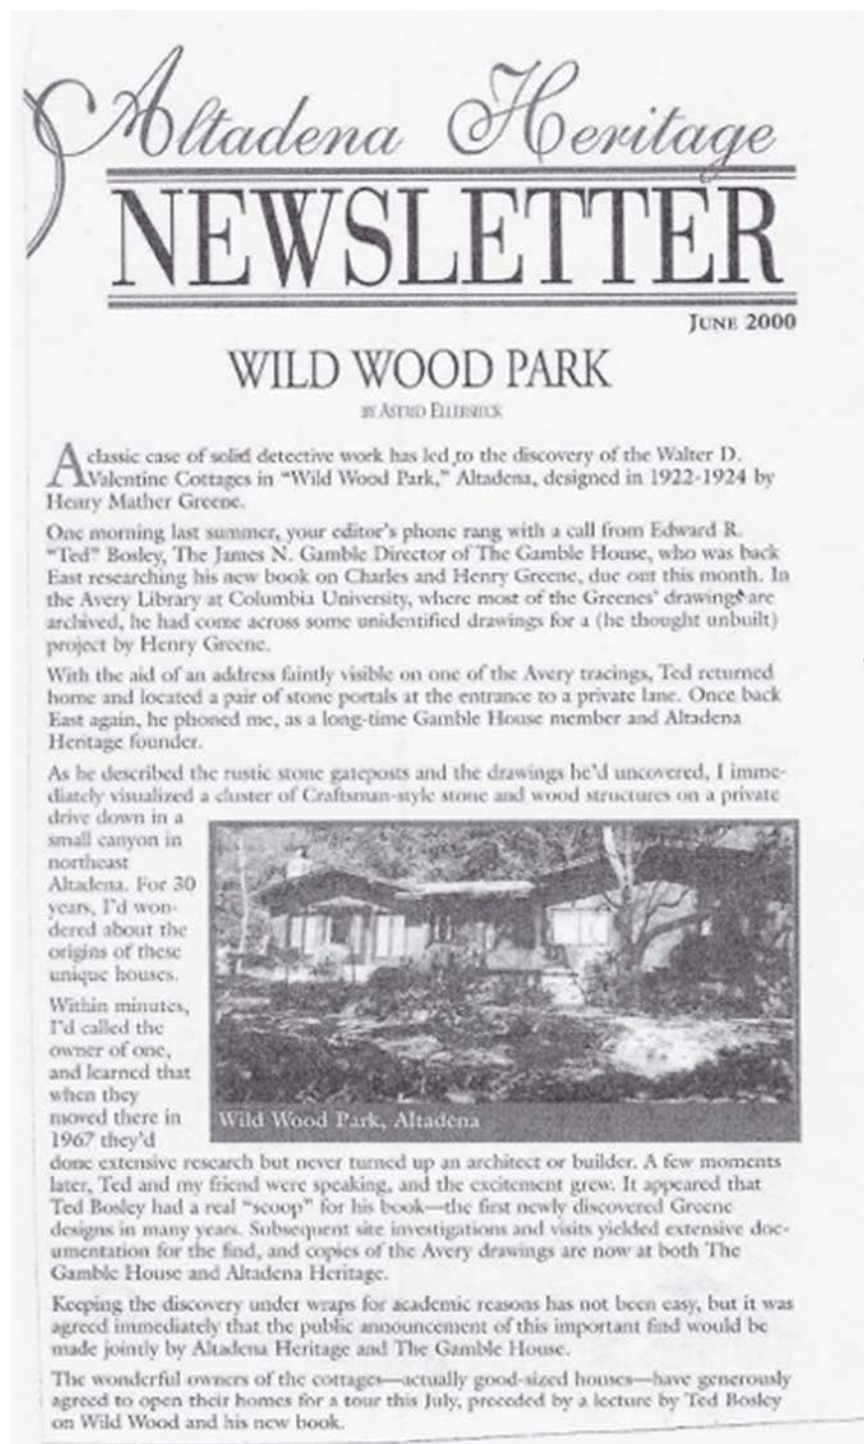 Altadena Heritage
NEWSLETTER
JUNE 2000
WILD WOOD PARK
BY ASTRID ELLERSIECK
A classic case of solid detective work has led to the discovery of the Walter D.
Valentine Cottages in "Wild Wood Park," Altadena, designed in 1922-1924 by
Henry Mather Greene.
One morning last summer, your editor's phone rang with a call from Edward R.
"Ted" Bosley, The James N. Gamble Director of The Gamble House, who was back
East researching his new book on Charles and Henry Greene, due out this month. In
the Avery Library at Columbia University, where most of the Greenes' drawings are
archived, he had come across some unidentified drawings for a (he thought unbuilt)
project by Henry Greene.
With the aid of an address faintly visible on one of the Avery tracings, Ted returned
home and located a pair of stone portals at the entrance to a private lane. Once back
East again, he phoned me, as a long-time Gamble House member and Altadena
Heritage founder.
As he described the rustic stone gateposts and the drawings he'd uncovered, I imme-
diately visualized a cluster of Craftsman-style stone and wood structures on a private
drive down in a
small canyon in
northeast
Altadena. For 30
years, I'd won-
dered about the
origins of these
unique houses.
Within minutes,
I'd called the
owner of one,
and learned that
when they
moved there in
1967 they'd
Wild Wood Park, Altadena
done extensive research but never turned up an architect or builder. A few moments
later, Ted and my friend were speaking, and the excitement grew. It appeared that
Ted Bosley had a real "scoop" for his book—the first newly discovered Greene
designs in many years. Subsequent site investigations and visits yielded extensive doc-
umentation for the find, and copies of the Avery drawings are now at both The
Gamble House and Altadena Heritage.
Keeping the discovery under wraps for academic reasons has not been easy, but it was
agreed immediately that the public announcement of this important find would be
made jointly by Altadena Heritage and The Gamble House.
The wonderful owners of the cottages—actually good-sized houses—have generously
agreed to open their homes for a tour this July, preceded by a lecture by Ted Bosley
on Wild Wood and his new book.